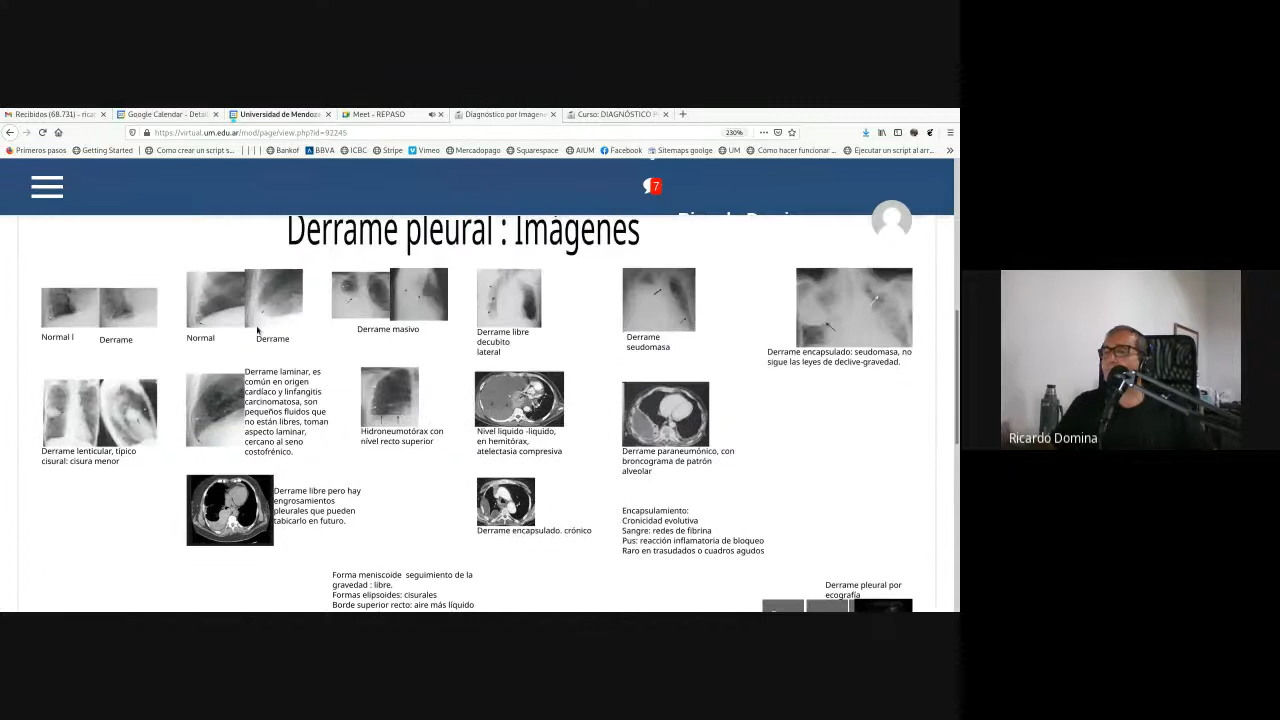 Recibidos (68.731) - rica
Google Calendar - Detall
Universidad de Mendoz
Meet - REPASO
Diagnóstico por Imágene
Curso: DIAGNÓSTICO P
https://virtual.um.edu.ar/mod/page/view.php?id=92245
230%
Primeros pasos
Getting Started
Como crear un script s...
Bankof
BBVA
ICBC
Stripe
Vimeo
Mercadopago
Squarespace
AIUM
Facebook
Sitemaps goolge
UM
Como hacer funcionar ...
Ejecutar un script al arr...
7
Ricardo Domina
Derrame pleural : Imágenes
Normal l
Derrame
Normal
Derrame
Derrame masivo
Derrame libre
decubito
lateral
Derrame
seudomasa
Derrame encapsulado: seudomasa, no
sigue las leyes de declive-gravedad.
Derrame lenticular, típico
cisural: cisura menor
Derrame laminar, es
común en origen
cardíaco y linfangitis
carcinomatosa, son
pequeños fluidos que
no están libres, toman
aspecto laminar,
cercano al seno
costofrénico.
Hidroneumotórax con
nivel recto superior
Nivel liquido -liquido,
en hemitórax,
atelectasia compresiva
Derrame paraneumónico, con
broncograma de patrón
alveolar
Derrame libre pero hay
engrosamientos
pleurales que pueden
tabicarlo en futuro.
Derrame encapsulado. crónico
Encapsulamiento:
Cronicidad evolutiva
Sangre: redes de fibrina
Pus: reacción inflamatoria de bloqueo
Raro en trasudados o cuadros agudos
Forma meniscoide seguimiento de la
gravedad : libre.
Formas elipsoides: cisurales
Borde superior recto: aire más líquido
Derrame pleural por
ecografía
Ricardo Domina